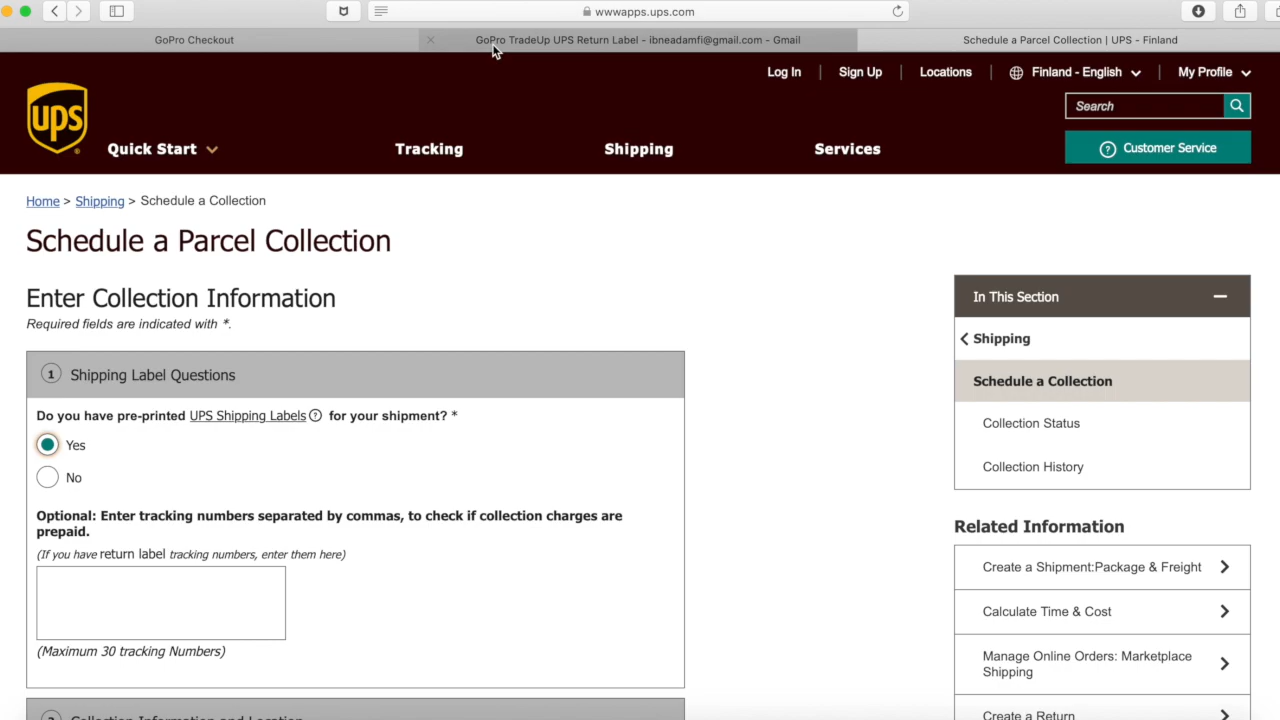 wwwapps.ups.com
GoPro Checkout
GoPro TradeUp UPS Return Label - ibneadamfi@gmail.com - Gmail
Schedule a Parcel Collection | UPS - Finland
Log In
Sign Up
Locations
Finland - English
My Profile
Search
ups
Quick Start
Tracking
Shipping
Services
Customer Service
Home > Shipping > Schedule a Collection
Schedule a Parcel Collection
Enter Collection Information
Required fields are indicated with *.
1 Shipping Label Questions
Do you have pre-printed UPS Shipping Labels ? for your shipment? *
Yes
No
Optional: Enter tracking numbers separated by commas, to check if collection charges are
prepaid.
(If you have return label tracking numbers, enter them here)
(Maximum 30 tracking Numbers)
2 Collection Information and Location
In This Section
Shipping
Schedule a Collection
Collection Status
Collection History
Related Information
Create a Shipment:Package & Freight
Calculate Time & Cost
Manage Online Orders: Marketplace
Shipping
Create a Return